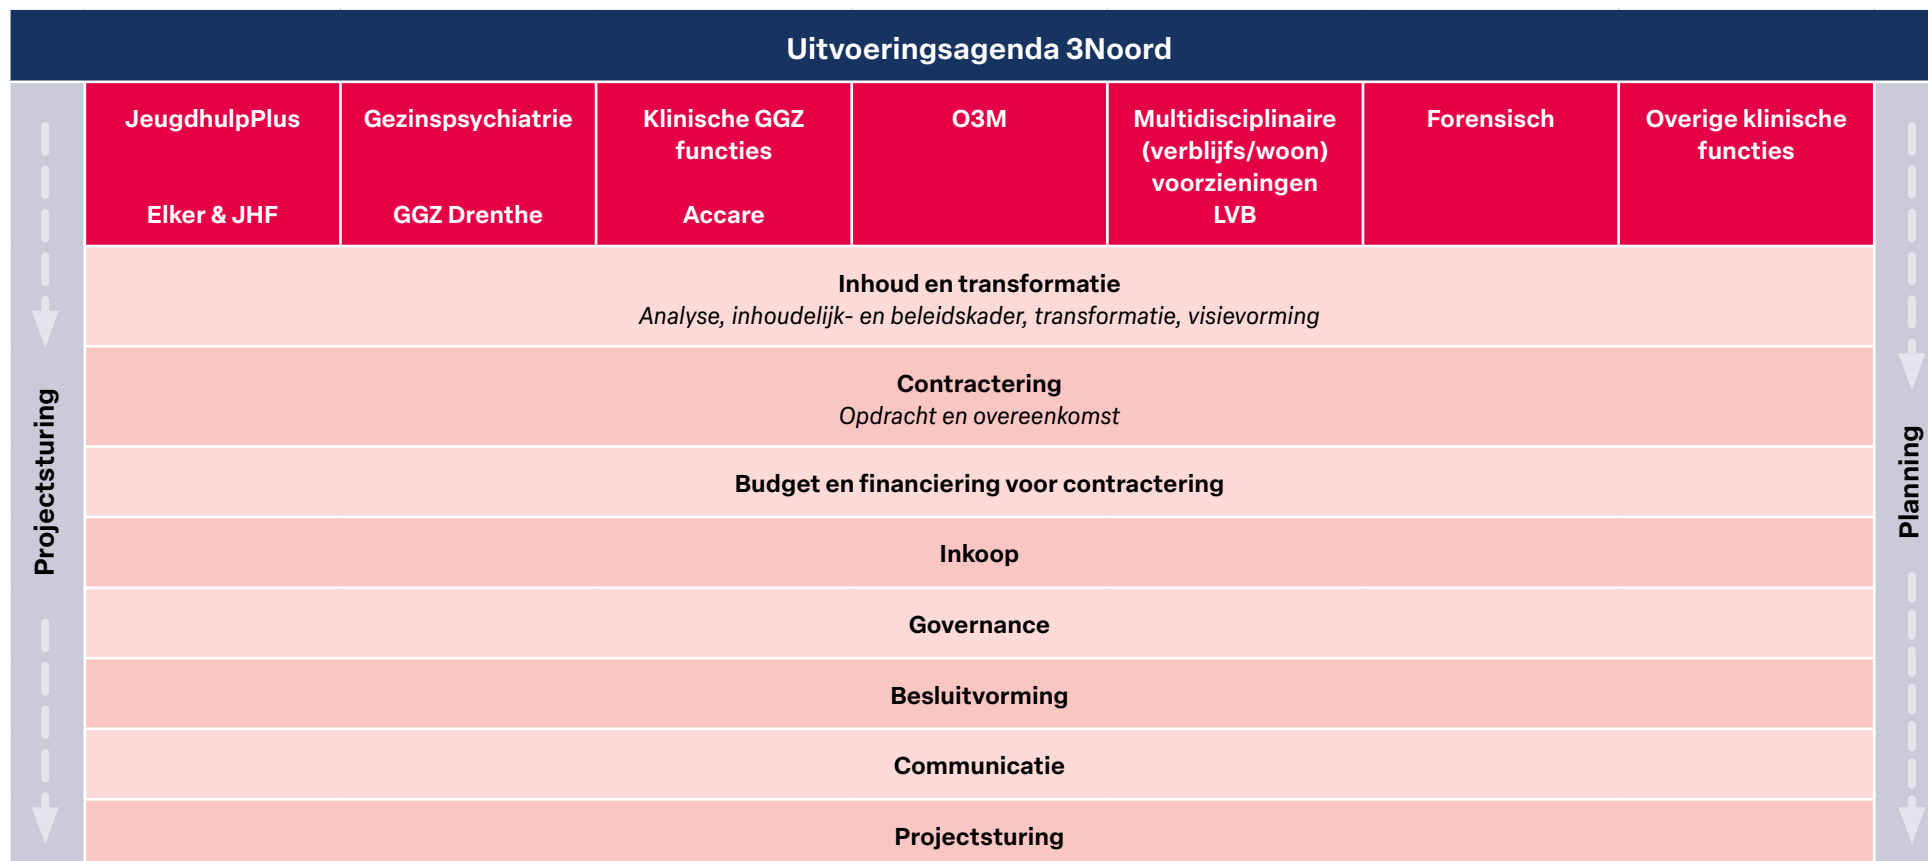 Uitvoeringsagenda 3Noord
JeugdhulpPlus
Elker & JHF
Gezinspsychiatrie
GGZ Drenthe
Klinische GGZ
functies
Accare
O3M
Multidisciplinaire
(verblijfs/woon)
voorzieningen
LVB
Forensisch
Overige klinische
functies
Projectsturing
Inhoud en transformatie
Analyse, inhoudelijk- en beleidskader, transformatie, visievorming
Contractering
Opdracht en overeenkomst
Budget en financiering voor contractering
Inkoop
Governance
Besluitvorming
Communicatie
Projectsturing
Planning